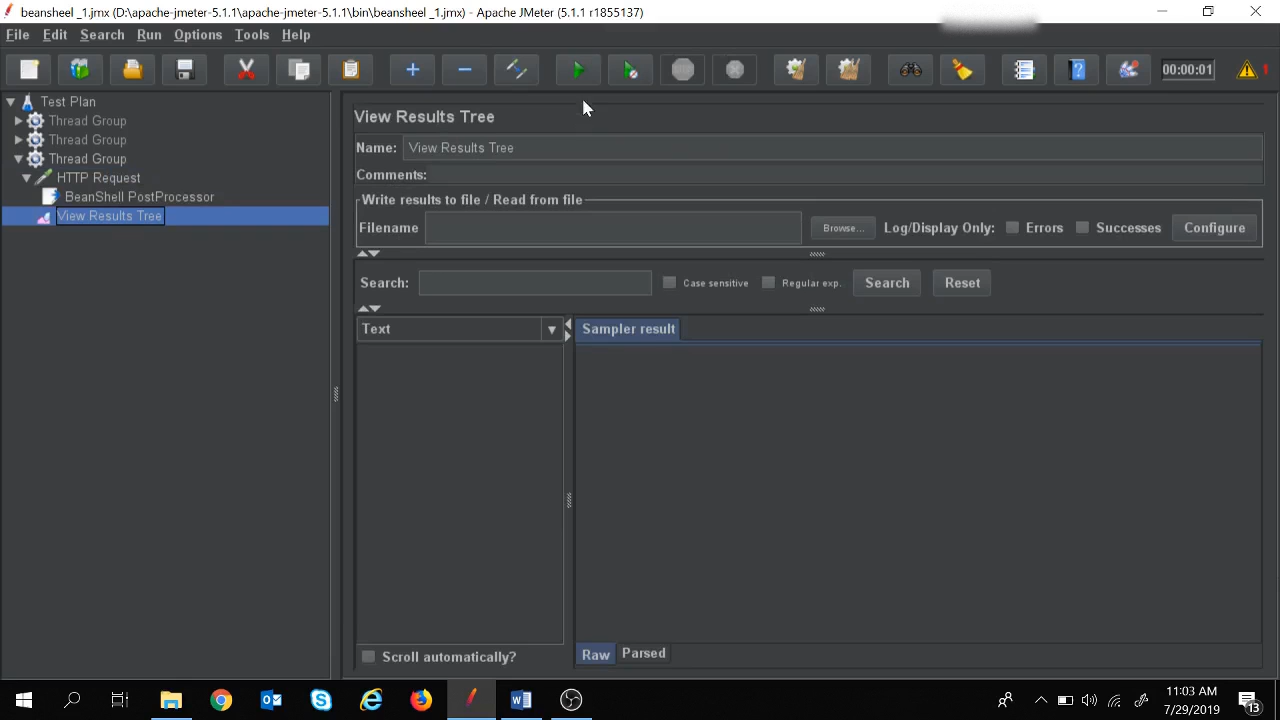 beansheel _1.jmx (D:\apache-jmeter-5.1.1\apache-jmeter-5.1.1\bin\beansheel _1.jmx) - Apache JMeter (5.1.1 r1855137)
File Edit Search Run Options Tools Help
00:00:01
Test Plan
Thread Group
Thread Group
Thread Group
HTTP Request
BeanShell PostProcessor
View Results Tree
View Results Tree
Name: View Results Tree
Comments:
Write results to file / Read from file
Filename Browse... Log/Display Only: Errors Successes Configure
Search: Case sensitive Regular exp. Search Reset
Text
Sampler result
Scroll automatically?
Raw Parsed
11:03 AM
7/29/2019
13